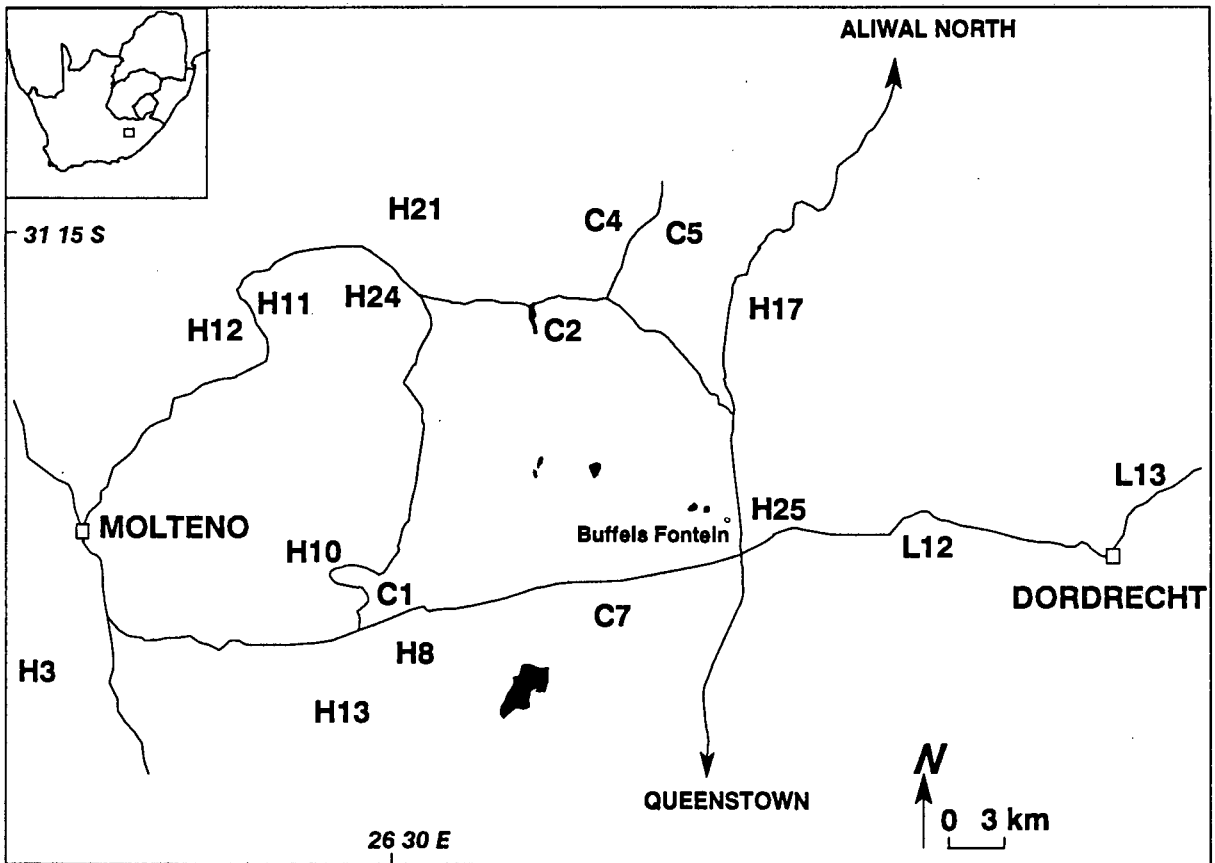 ALIWAL NORTH
H21
C4
C5
31 15 S
H11
H24
H12
C2
H17
L13
MOLTENO
H25
Buffels Fontein
H10
L12
C1
DORDRECHT
C7
H8
H3
H13
N
QUEENSTOWN
0 3 km
26 30 E